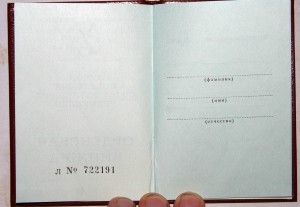 Л № 722191
(фамилия)
(имя)
(отчество)